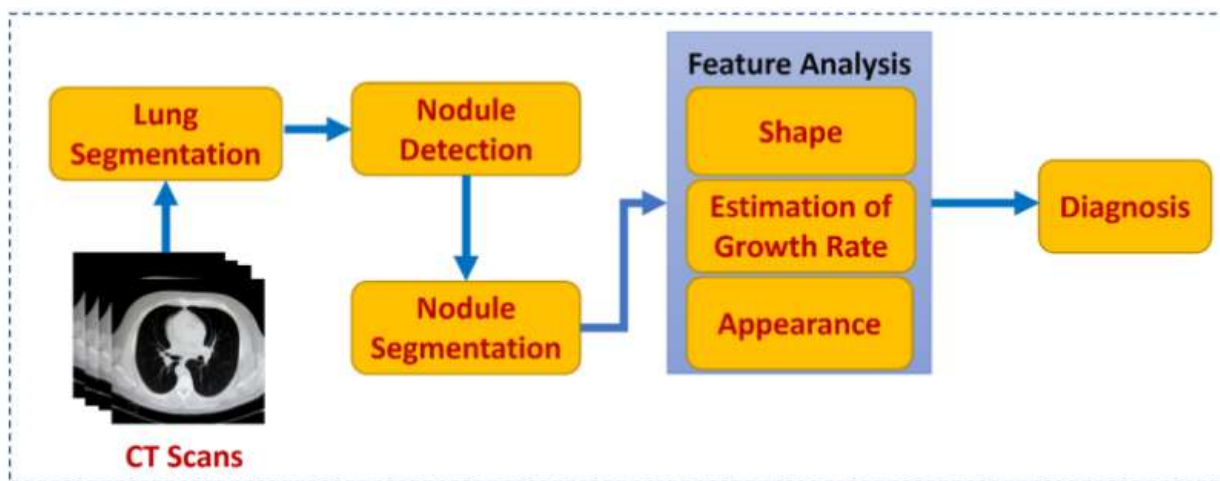 Lung
Segmentation
Nodule
Detection
Nodule
Segmentation
Feature Analysis
Shape
Estimation of
Growth Rate
Appearance
Diagnosis
CT Scans